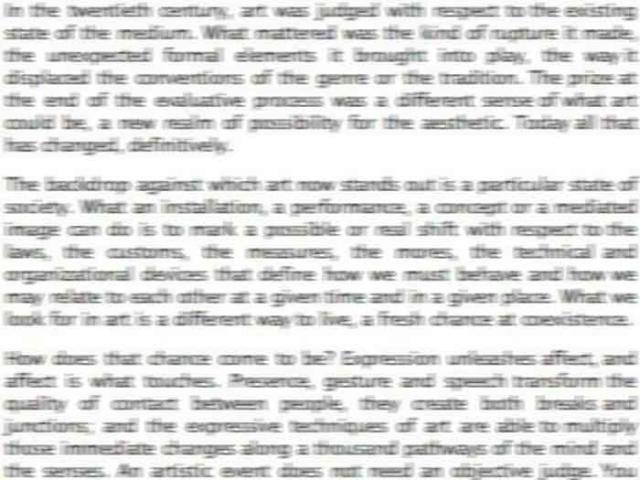 In the twentieth century, art was judged with respect to the existing
state of the medium. What mattered was the kind of rupture it made,
the unexpected formal elements it brought into play, the way it
displaced the conventions of the genre or the tradition. The prize at
the end of the evaluative process was a different sense of what art
could be, a new realm of possibility for the aesthetic. Today all that
has changed, definitively.
The backdrop against which art now stands out is a particular state of
society. What an installation, a performance, a concept or a mediated
image can do is to mark a possible or real shift with respect to the
laws, the customs, the measures, the mores, the technical and
organizational devices that define how we must behave and how we
may relate to each other at a given time and in a given place. What we
look for in art is a different way to live, a fresh chance at coexistence.
How does that chance come to be? Expression unleashes affect, and
affect is what touches. Presence, gesture and speech transform the
quality of contact between people, they create both breaks and
junctions; and the expressive techniques of art are able to multiply
those immediate changes along a thousand pathways of the mind and
the senses. An artistic event does not need an objective judge. You